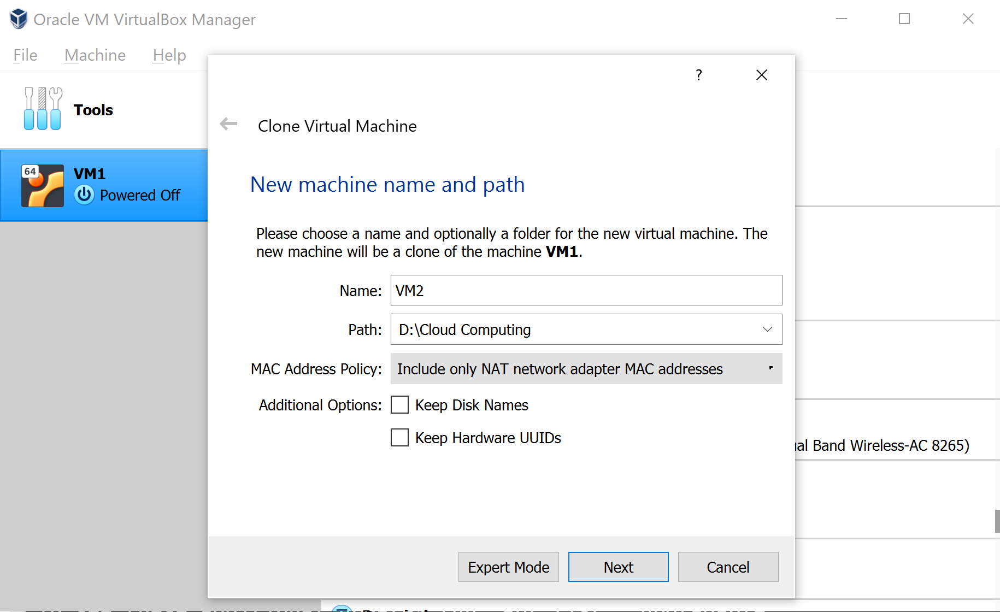 Oracle VM VirtualBox Manager
File Machine Help
?
Tools
Clone Virtual Machine
64
VM1
Powered Off
New machine name and path
Please choose a name and optionally a folder for the new virtual machine. The
new machine will be a clone of the machine VM1.
Name: VM2
Path: D:\Cloud Computing
MAC Address Policy: Include only NAT network adapter MAC addresses
Additional Options: Keep Disk Names
Keep Hardware UUIDs
Band Wireless-AC 8265)
Expert Mode Next Cancel